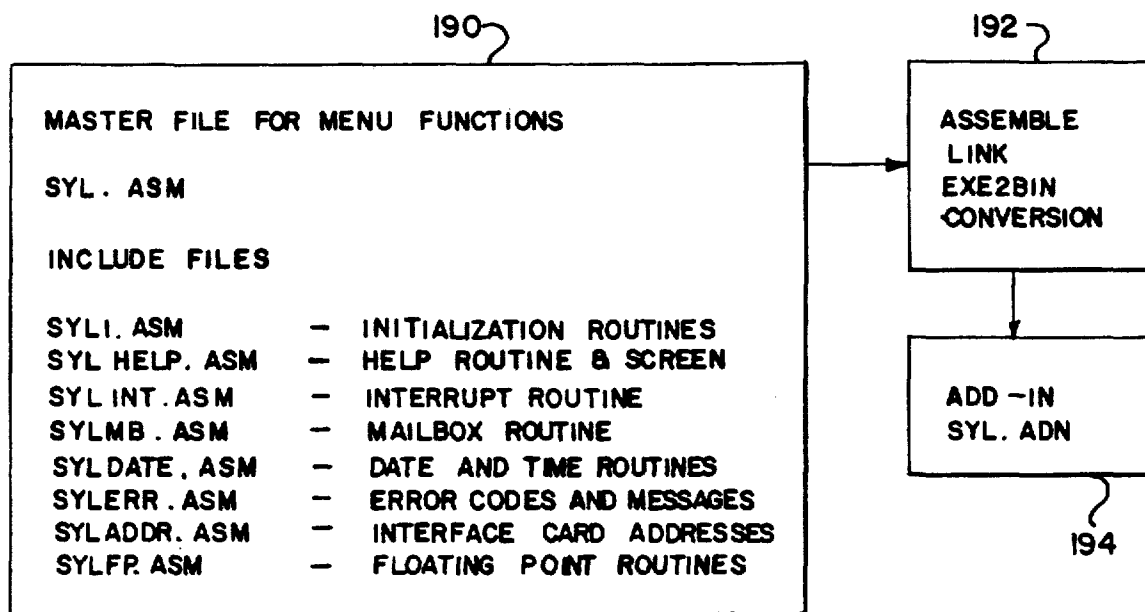 190
MASTER FILE FOR MENU FUNCTIONS
SYL. ASM
INCLUDE FILES
SYLI. ASM – INITIALIZATION ROUTINES
SYL HELP. ASM – HELP ROUTINE & SCREEN
SYL INT. ASM – INTERRUPT ROUTINE
SYLMB. ASM – MAILBOX ROUTINE
SYLDATE, ASM – DATE AND TIME ROUTINES
SYLERR. ASM – ERROR CODES AND MESSAGES
SYLADDR. ASM – INTERFACE CARD ADDRESSES
SYLFP. ASM – FLOATING POINT ROUTINES
192
ASSEMBLE
LINK
EXE2BIN
CONVERSION
ADD-IN
SYL. ADN
194